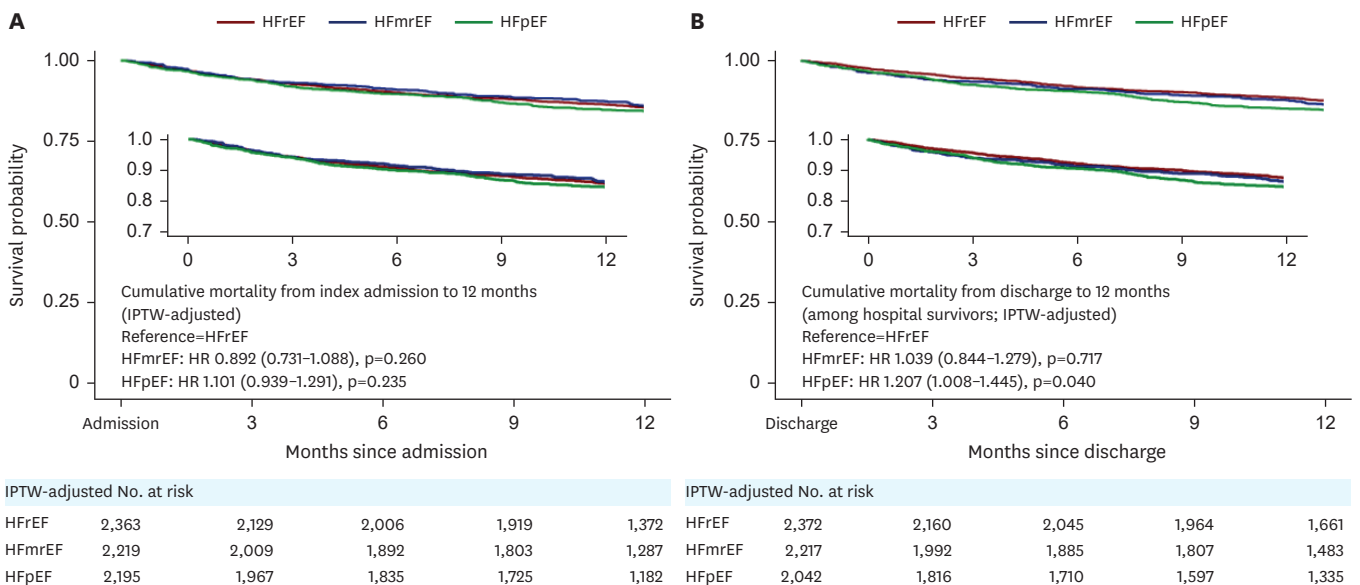 A
HFrEF HFmrEF HFpEF
Survival probability
1.00
0.75
0.50
0.25
0
1.0
0.9
0.8
0.7
0 3 6 9 12
Cumulative mortality from index admission to 12 months
(IPTW-adjusted)
Reference=HFrEF
HFmrEF: HR 0.892 (0.731–1.088), p=0.260
HFpEF: HR 1.101 (0.939–1.291), p=0.235
Admission 3 6 9 12
Months since admission
IPTW-adjusted No. at risk
HFrEF 2,363 2,129 2,006 1,919 1,372
HFmrEF 2,219 2,009 1,892 1,803 1,287
HFpEF 2,195 1,967 1,835 1,725 1,182
B
HFrEF HFmrEF HFpEF
Survival probability
1.00
0.75
0.50
0.25
0
1.0
0.9
0.8
0.7
0 3 6 9 12
Cumulative mortality from discharge to 12 months
(among hospital survivors; IPTW-adjusted)
Reference=HFrEF
HFmrEF: HR 1.039 (0.844–1.279), p=0.717
HFpEF: HR 1.207 (1.008–1.445), p=0.040
Discharge 3 6 9 12
Months since discharge
IPTW-adjusted No. at risk
HFrEF 2,372 2,160 2,045 1,964 1,661
HFmrEF 2,217 1,992 1,885 1,807 1,483
HFpEF 2,042 1,816 1,710 1,597 1,335